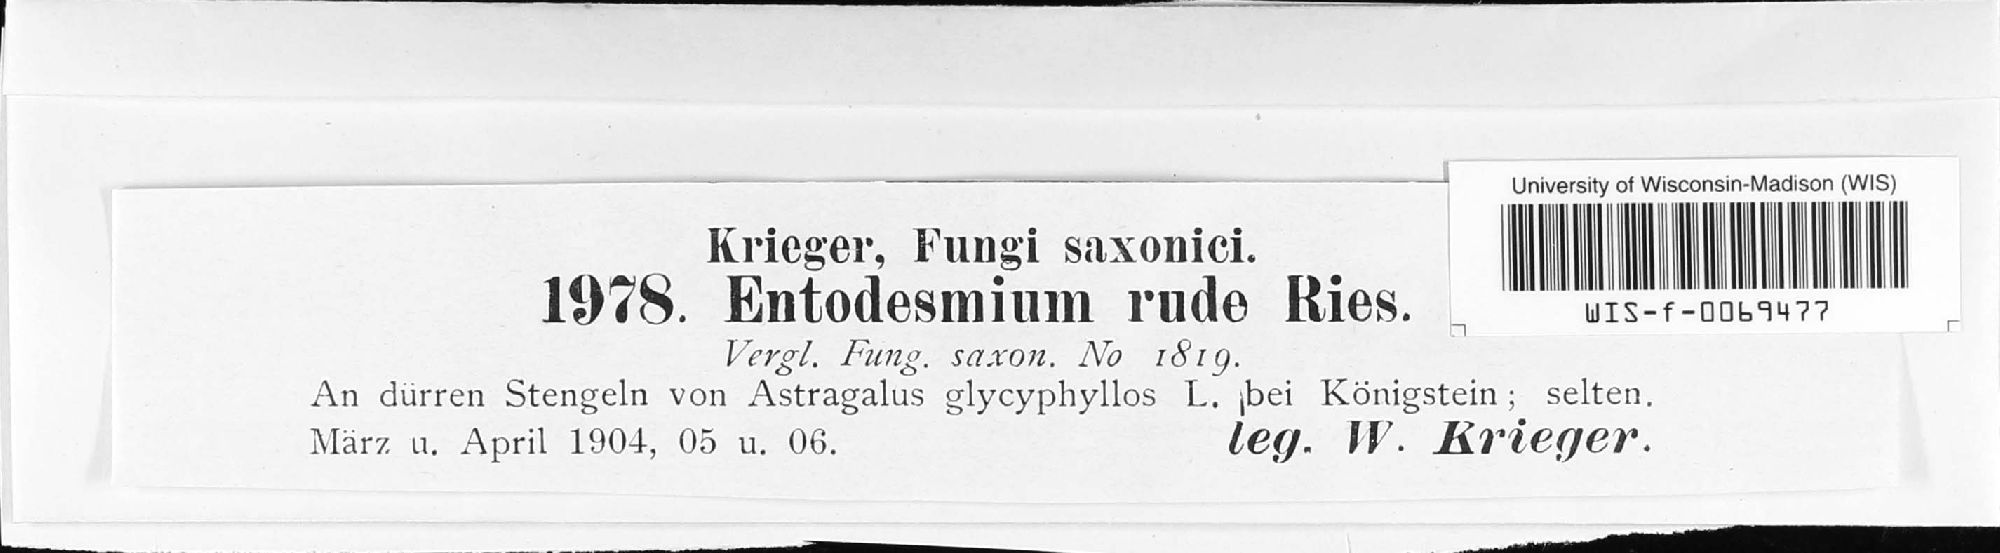 Krieger, Fungi saxonici.
1978. Entodesmium rude Ries.
Vergl. Fung. saxon. No 1819.
An dürren Stengeln von Astragalus glycyphyllos L. bei Königstein; selten.
März u. April 1904, 05 u. 06.
leg. W. Krieger.
University of Wisconsin-Madison (WIS)
WIS-f-0069477